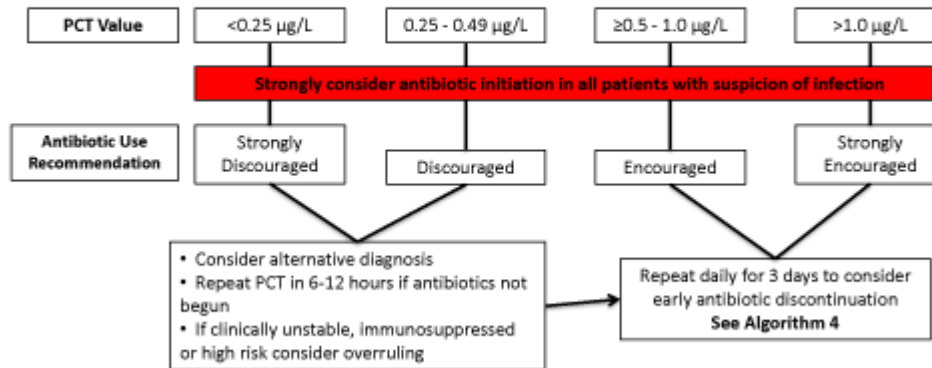 PCT Value
<0.25 µg/L
0.25 - 0.49 µg/L
≥0.5 - 1.0 µg/L
>1.0 µg/L
Strongly consider antibiotic initiation in all patients with suspicion of infection
Antibiotic Use
Recommendation
Strongly
Discouraged
Discouraged
Encouraged
Strongly
Encouraged
• Consider alternative diagnosis
• Repeat PCT in 6-12 hours if antibiotics not
begun
• If clinically unstable, immunosuppressed
or high risk consider overruling
Repeat daily for 3 days to consider
early antibiotic discontinuation
See Algorithm 4